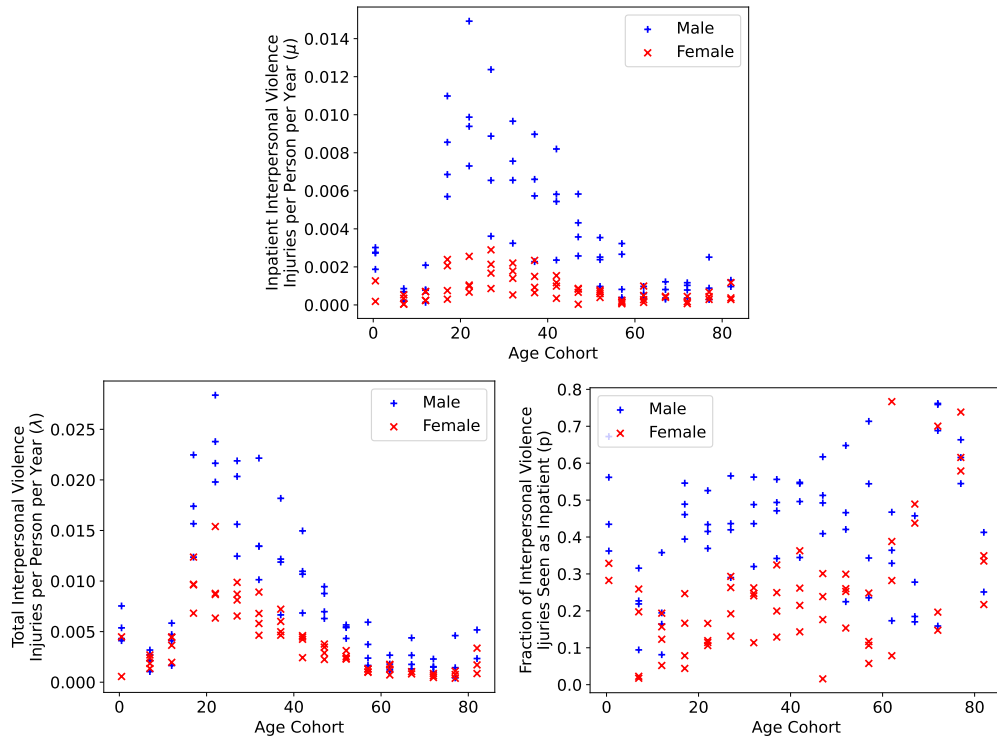 Inpatient Interpersonal Violence
Injuries per Person per Year (μ)
0.014
0.012
0.010
0.008
0.006
0.004
0.002
0.000
Male
Female
0
20
40
60
80
Age Cohort
Total Interpersonal Violence
Injuries per Person per Year (λ)
0.025
0.020
0.015
0.010
0.005
0.000
Male
Female
0
20
40
60
80
Age Cohort
Fraction of Interpersonal Violence
Ijuries Seen as Inpatient (p)
0.8
0.7
0.6
0.5
0.4
0.3
0.2
0.1
0.0
Male
Female
0
20
40
60
80
Age Cohort